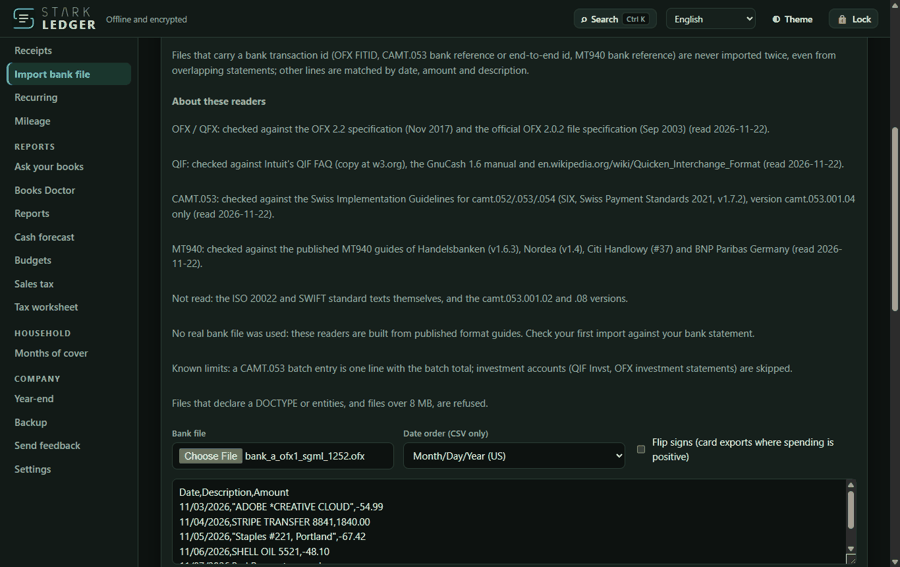 STARK
LEDGER
Offline and encrypted
Search Ctrl K
English
Theme
Lock
Receipts
Import bank file
Recurring
Mileage
REPORTS
Ask your books
Books Doctor
Reports
Cash forecast
Budgets
Sales tax
Tax worksheet
HOUSEHOLD
Months of cover
COMPANY
Year-end
Backup
Send feedback
Settings
Files that carry a bank transaction id (OFX FITID, CAMT.053 bank reference or end-to-end id, MT940 bank reference) are never imported twice, even from
overlapping statements; other lines are matched by date, amount and description.
About these readers
OFX / QFX: checked against the OFX 2.2 specification (Nov 2017) and the official OFX 2.0.2 file specification (Sep 2003) (read 2026-11-22).
QIF: checked against Intuit's QIF FAQ (copy at w3.org), the GnuCash 1.6 manual and en.wikipedia.org/wiki/Quicken_Interchange_Format (read 2026-11-22).
CAMT.053: checked against the Swiss Implementation Guidelines for camt.052/.053/.054 (SIX, Swiss Payment Standards 2021, v1.7.2), version camt.053.001.04
only (read 2026-11-22).
MT940: checked against the published MT940 guides of Handelsbanken (v1.6.3), Nordea (v1.4), Citi Handlowy (#37) and BNP Paribas Germany (read 2026-
11-22).
Not read: the ISO 20022 and SWIFT standard texts themselves, and the camt.053.001.02 and .08 versions.
No real bank file was used: these readers are built from published format guides. Check your first import against your bank statement.
Known limits: a CAMT.053 batch entry is one line with the batch total; investment accounts (QIF Invst, OFX investment statements) are skipped.
Files that declare a DOCTYPE or entities, and files over 8 MB, are refused.
Bank file
Choose File bank_a_ofx1_sgml_1252.ofx
Date order (CSV only)
Month/Day/Year (US)
Flip signs (card exports where spending is
positive)
Date,Description,Amount
11/03/2026,"ADOBE *CREATIVE CLOUD",-54.99
11/04/2026,STRIPE TRANSFER 8841,1840.00
11/05/2026,"Staples #221, Portland",-67.42
11/06/2026,SHELL OIL 5521,-48.10